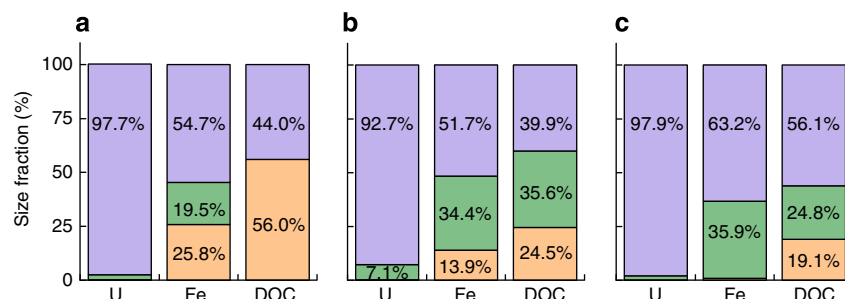 a b c
Size fraction (%)
100
75
50
25
0
97.7% 54.7% 44.0%
19.5%
25.8% 56.0%
92.7% 51.7% 39.9%
34.4% 35.6%
7.1% 13.9% 24.5%
97.9% 63.2% 56.1%
35.9% 24.8%
19.1%
U Fe DOC U Fe DOC U Fe DOC